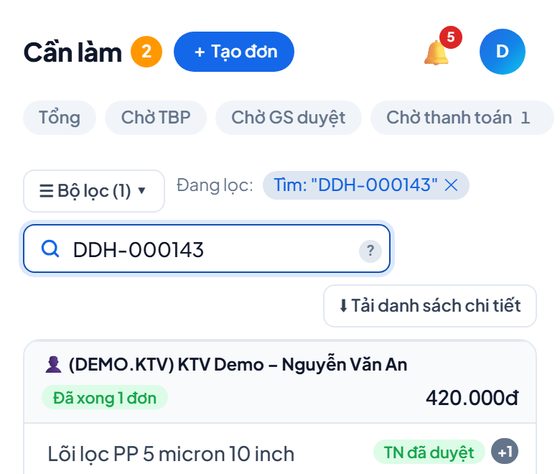 Cần làm 2 + Tạo đơn 5 D
Tổng Chờ TBP Chờ GS duyệt Chờ thanh toán 1
Bộ lọc (1) ▼ Đang lọc: Tìm: "DDH-000143" ×
DDH-000143 ?
⬇ Tải danh sách chi tiết
(DEMO.KTV) KTV Demo – Nguyễn Văn An
Đã xong 1 đơn 420.000đ
Lõi lọc PP 5 micron 10 inch TN đã duyệt +1